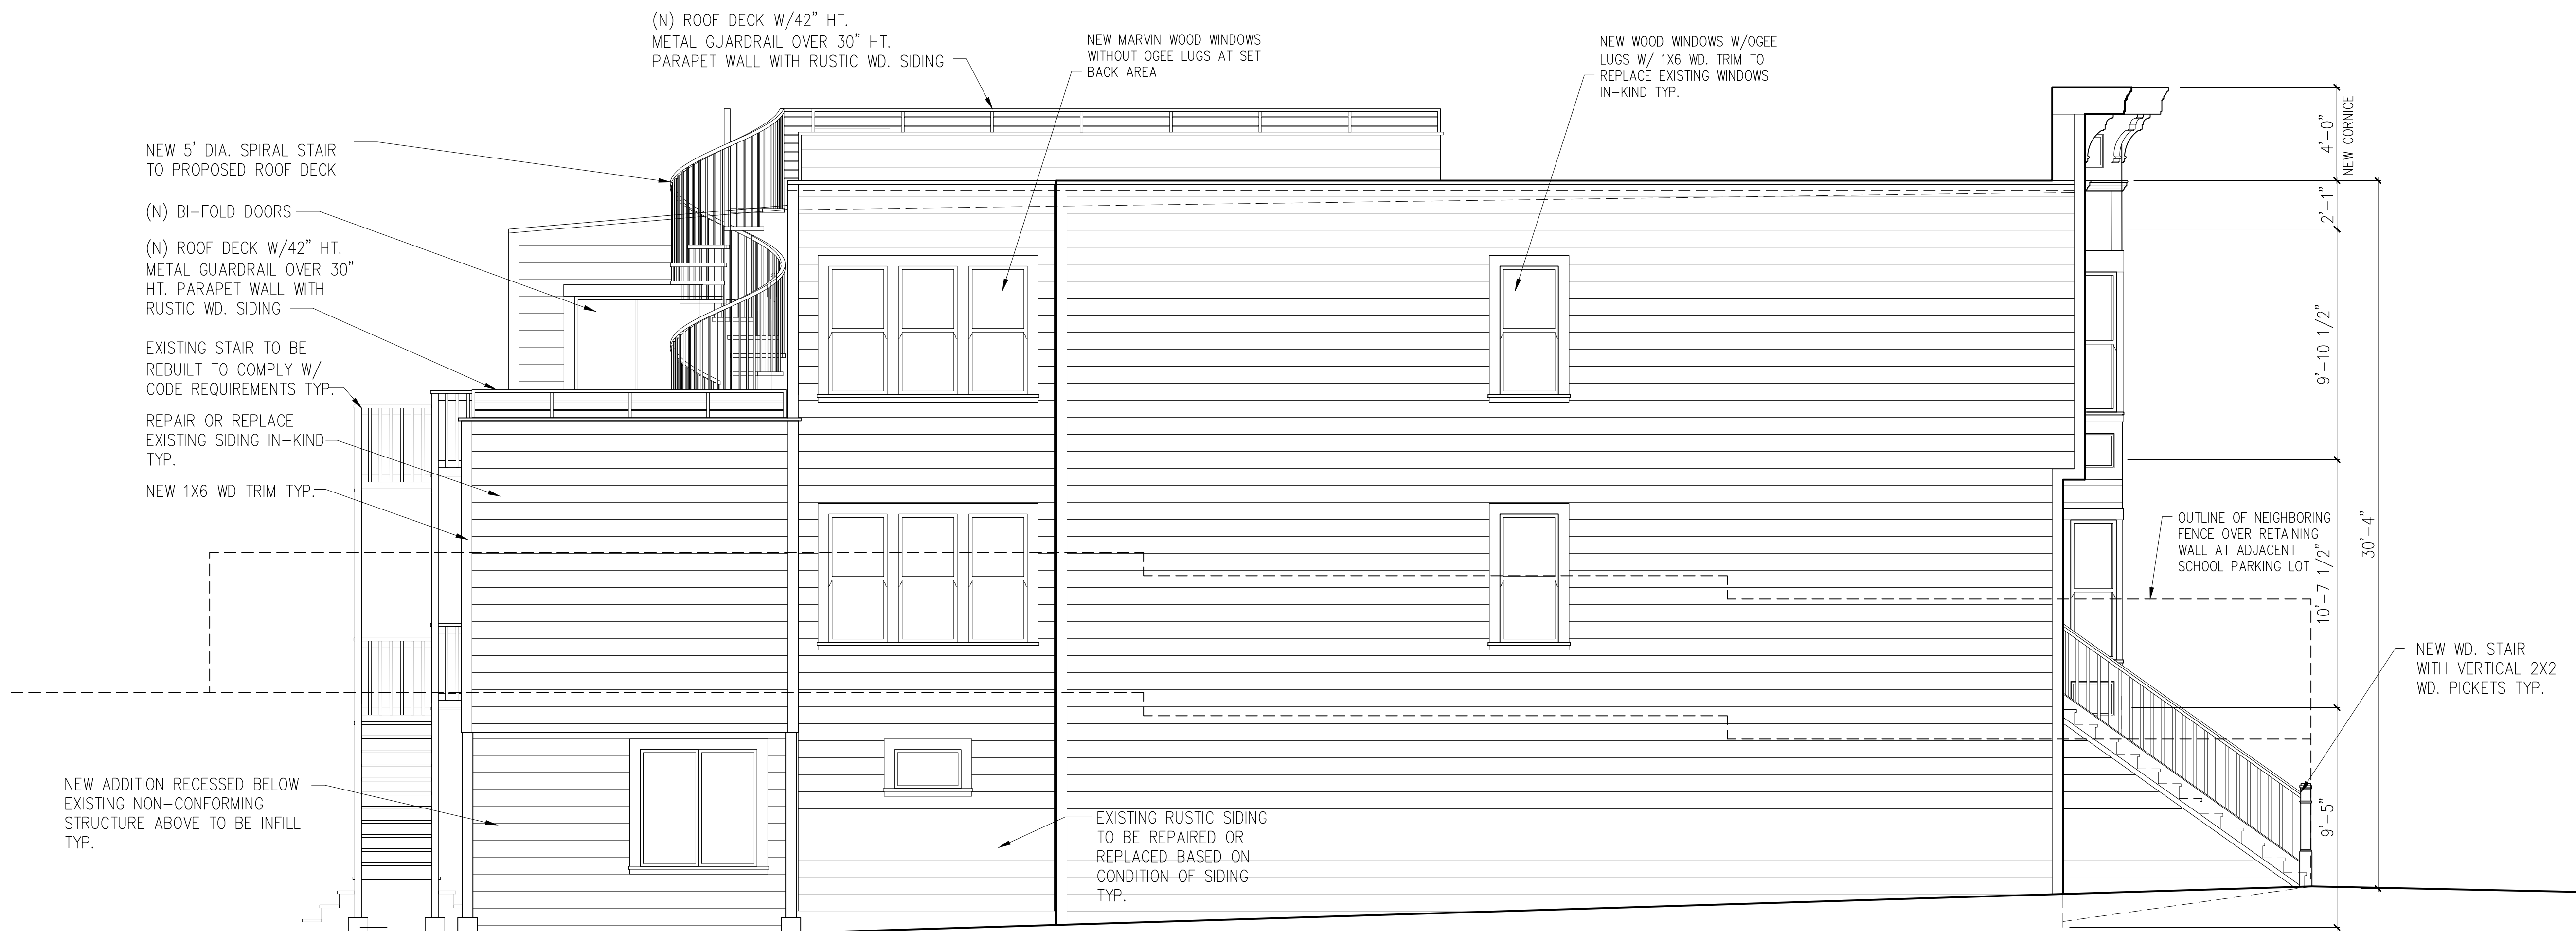 (N) ROOF DECK W/42" HT.
METAL GUARDRAIL OVER 30" HT.
PARAPET WALL WITH RUSTIC WD. SIDING
NEW MARVIN WOOD WINDOWS
WITHOUT OGEE LUGS AT SET
BACK AREA
NEW WOOD WINDOWS W/OGEE
LUGS W/ 1X6 WD. TRIM TO
REPLACE EXISTING WINDOWS
IN-KIND TYP.
NEW 5' DIA. SPIRAL STAIR
TO PROPOSED ROOF DECK
(N) BI-FOLD DOORS
(N) ROOF DECK W/42" HT.
METAL GUARDRAIL OVER 30"
HT. PARAPET WALL WITH
RUSTIC WD. SIDING
EXISTING STAIR TO BE
REBUILT TO COMPLY W/
CODE REQUIREMENTS TYP.
REPAIR OR REPLACE
EXISTING SIDING IN-KIND
TYP.
NEW 1X6 WD TRIM TYP.
NEW ADDITION RECESSED BELOW
EXISTING NON-CONFORMING
STRUCTURE ABOVE TO BE INFILL
TYP.
EXISTING RUSTIC SIDING
TO BE REPAIRED OR
REPLACED BASED ON
CONDITION OF SIDING
TYP.
4'-0"
NEW CORNICE
2'-1"
9'-10 1/2"
10'-7 1/2"
9'-5"
30'-4"
OUTLINE OF NEIGHBORING
FENCE OVER RETAINING
WALL AT ADJACENT
SCHOOL PARKING LOT
NEW WD. STAIR
WITH VERTICAL 2X2
WD. PICKETS TYP.